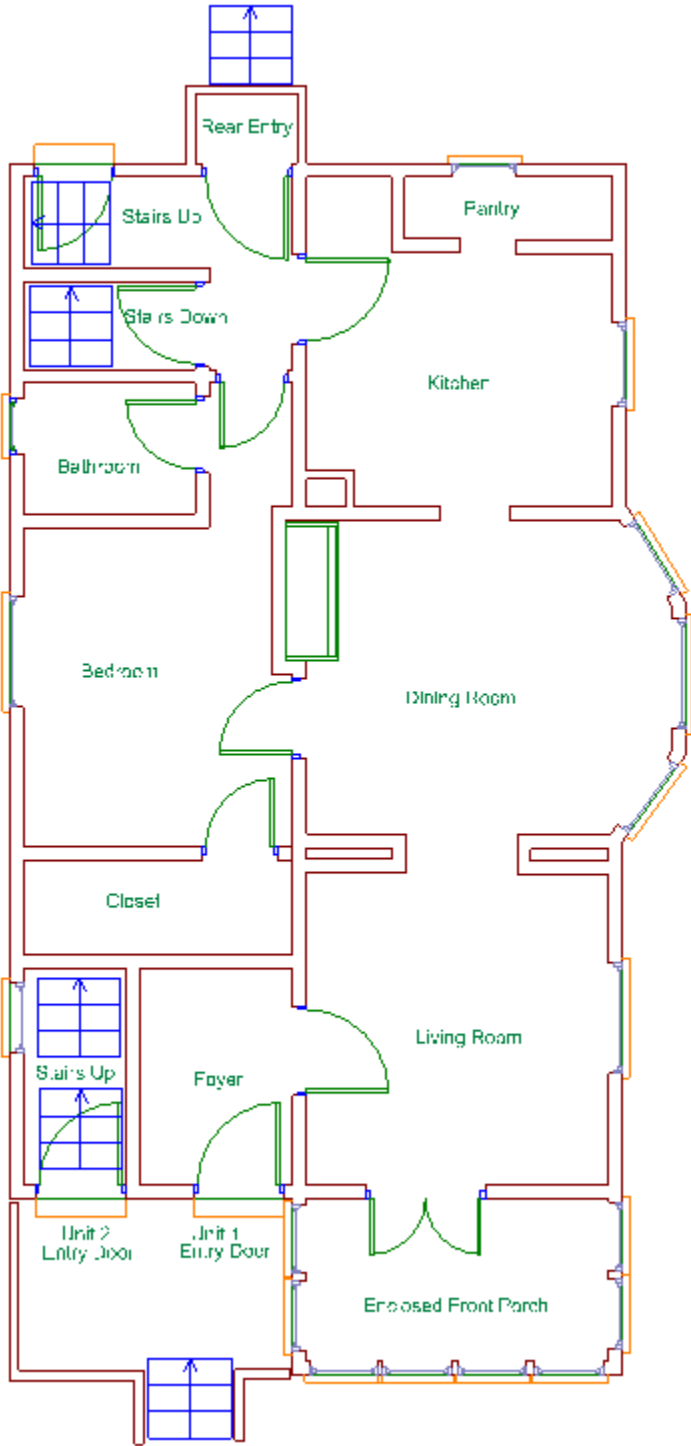 Rear Entry
Stairs Up
Pantry
Stairs Down
Kitchen
Bathroom
Bedroom
Dining Room
Closet
Living Room
Stairs Up
Foyer
Unit 2
Entry Door
Unit 1
Entry Door
Enclosed Front Porch